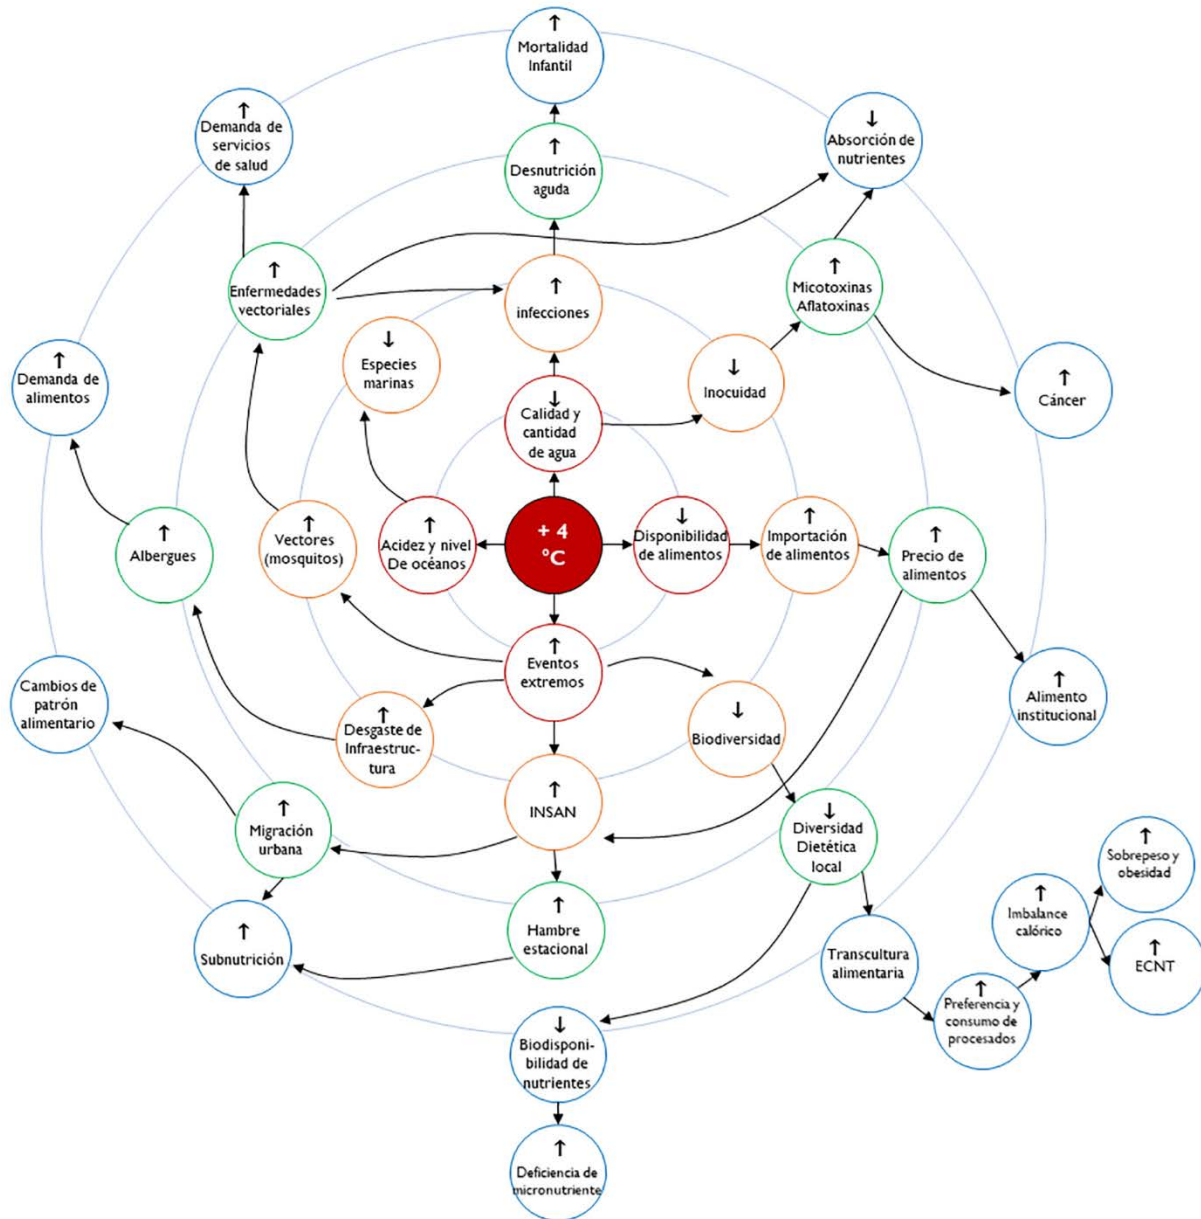 ↑
Mortalidad
Infantil
↑
Demanda de
servicios
de salud
↓
Absorción de
nutrientes
↑
Desnutrición
aguda
↑
Enfermedades
vectoriales
↑
infecciones
↑
Micotoxinas
Aflatoxinas
↓
Especies
marinas
↓
Inocuidad
↑
Demanda de
alimentos
↑
Cáncer
↓
Calidad y
cantidad
de agua
↑
Albergues
↑
Vectores
(mosquitos)
↑
Acidez y nivel
De océanos
+ 4
°C
↓
Disponibilidad
de alimentos
↑
Importación
de alimentos
↑
Precio de
alimentos
↑
Eventos
extremos
Cambios de
patrón
alimentario
↑
Desgaste de
Infraestruc-
tura
↓
Biodiversidad
↑
Alimento
institucional
↑
INSAN
↑
Migración
urbana
↓
Diversidad
Dietética
local
↑
Sobrepeso y
obesidad
↑
Subnutrición
↑
Hambre
estacional
Transcultura
alimentaria
↑
Imbalance
calórico
↑
ECNT
↑
Preferencia y
consumo de
procesados
↓
Biodisponi-
bilidad de
nutrientes
↑
Deficiencia de
micronutriente